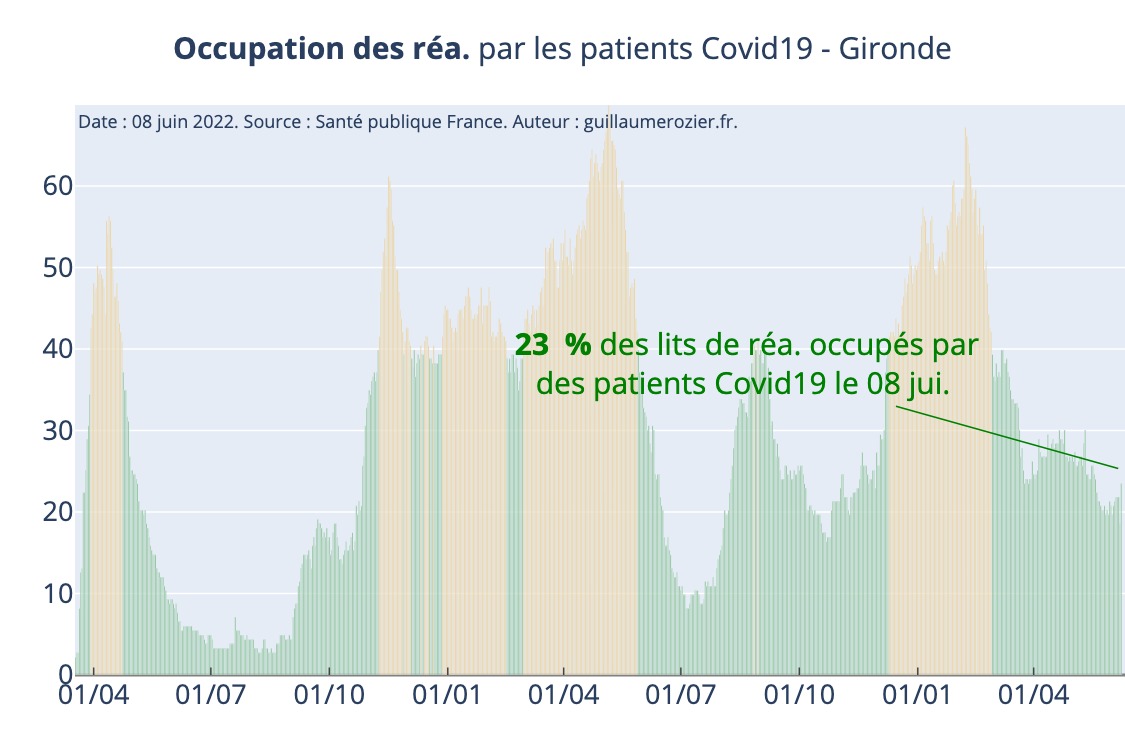 Occupation des réa. par les patients Covid19 - Gironde
Date : 08 juin 2022. Source : Santé publique France. Auteur : guillaumerozier.fr.
60
50
40
30
20
10
0
23 % des lits de réa. occupés par
des patients Covid19 le 08 jui.
01/04 01/07 01/10 01/01 01/04 01/07 01/10 01/01 01/04